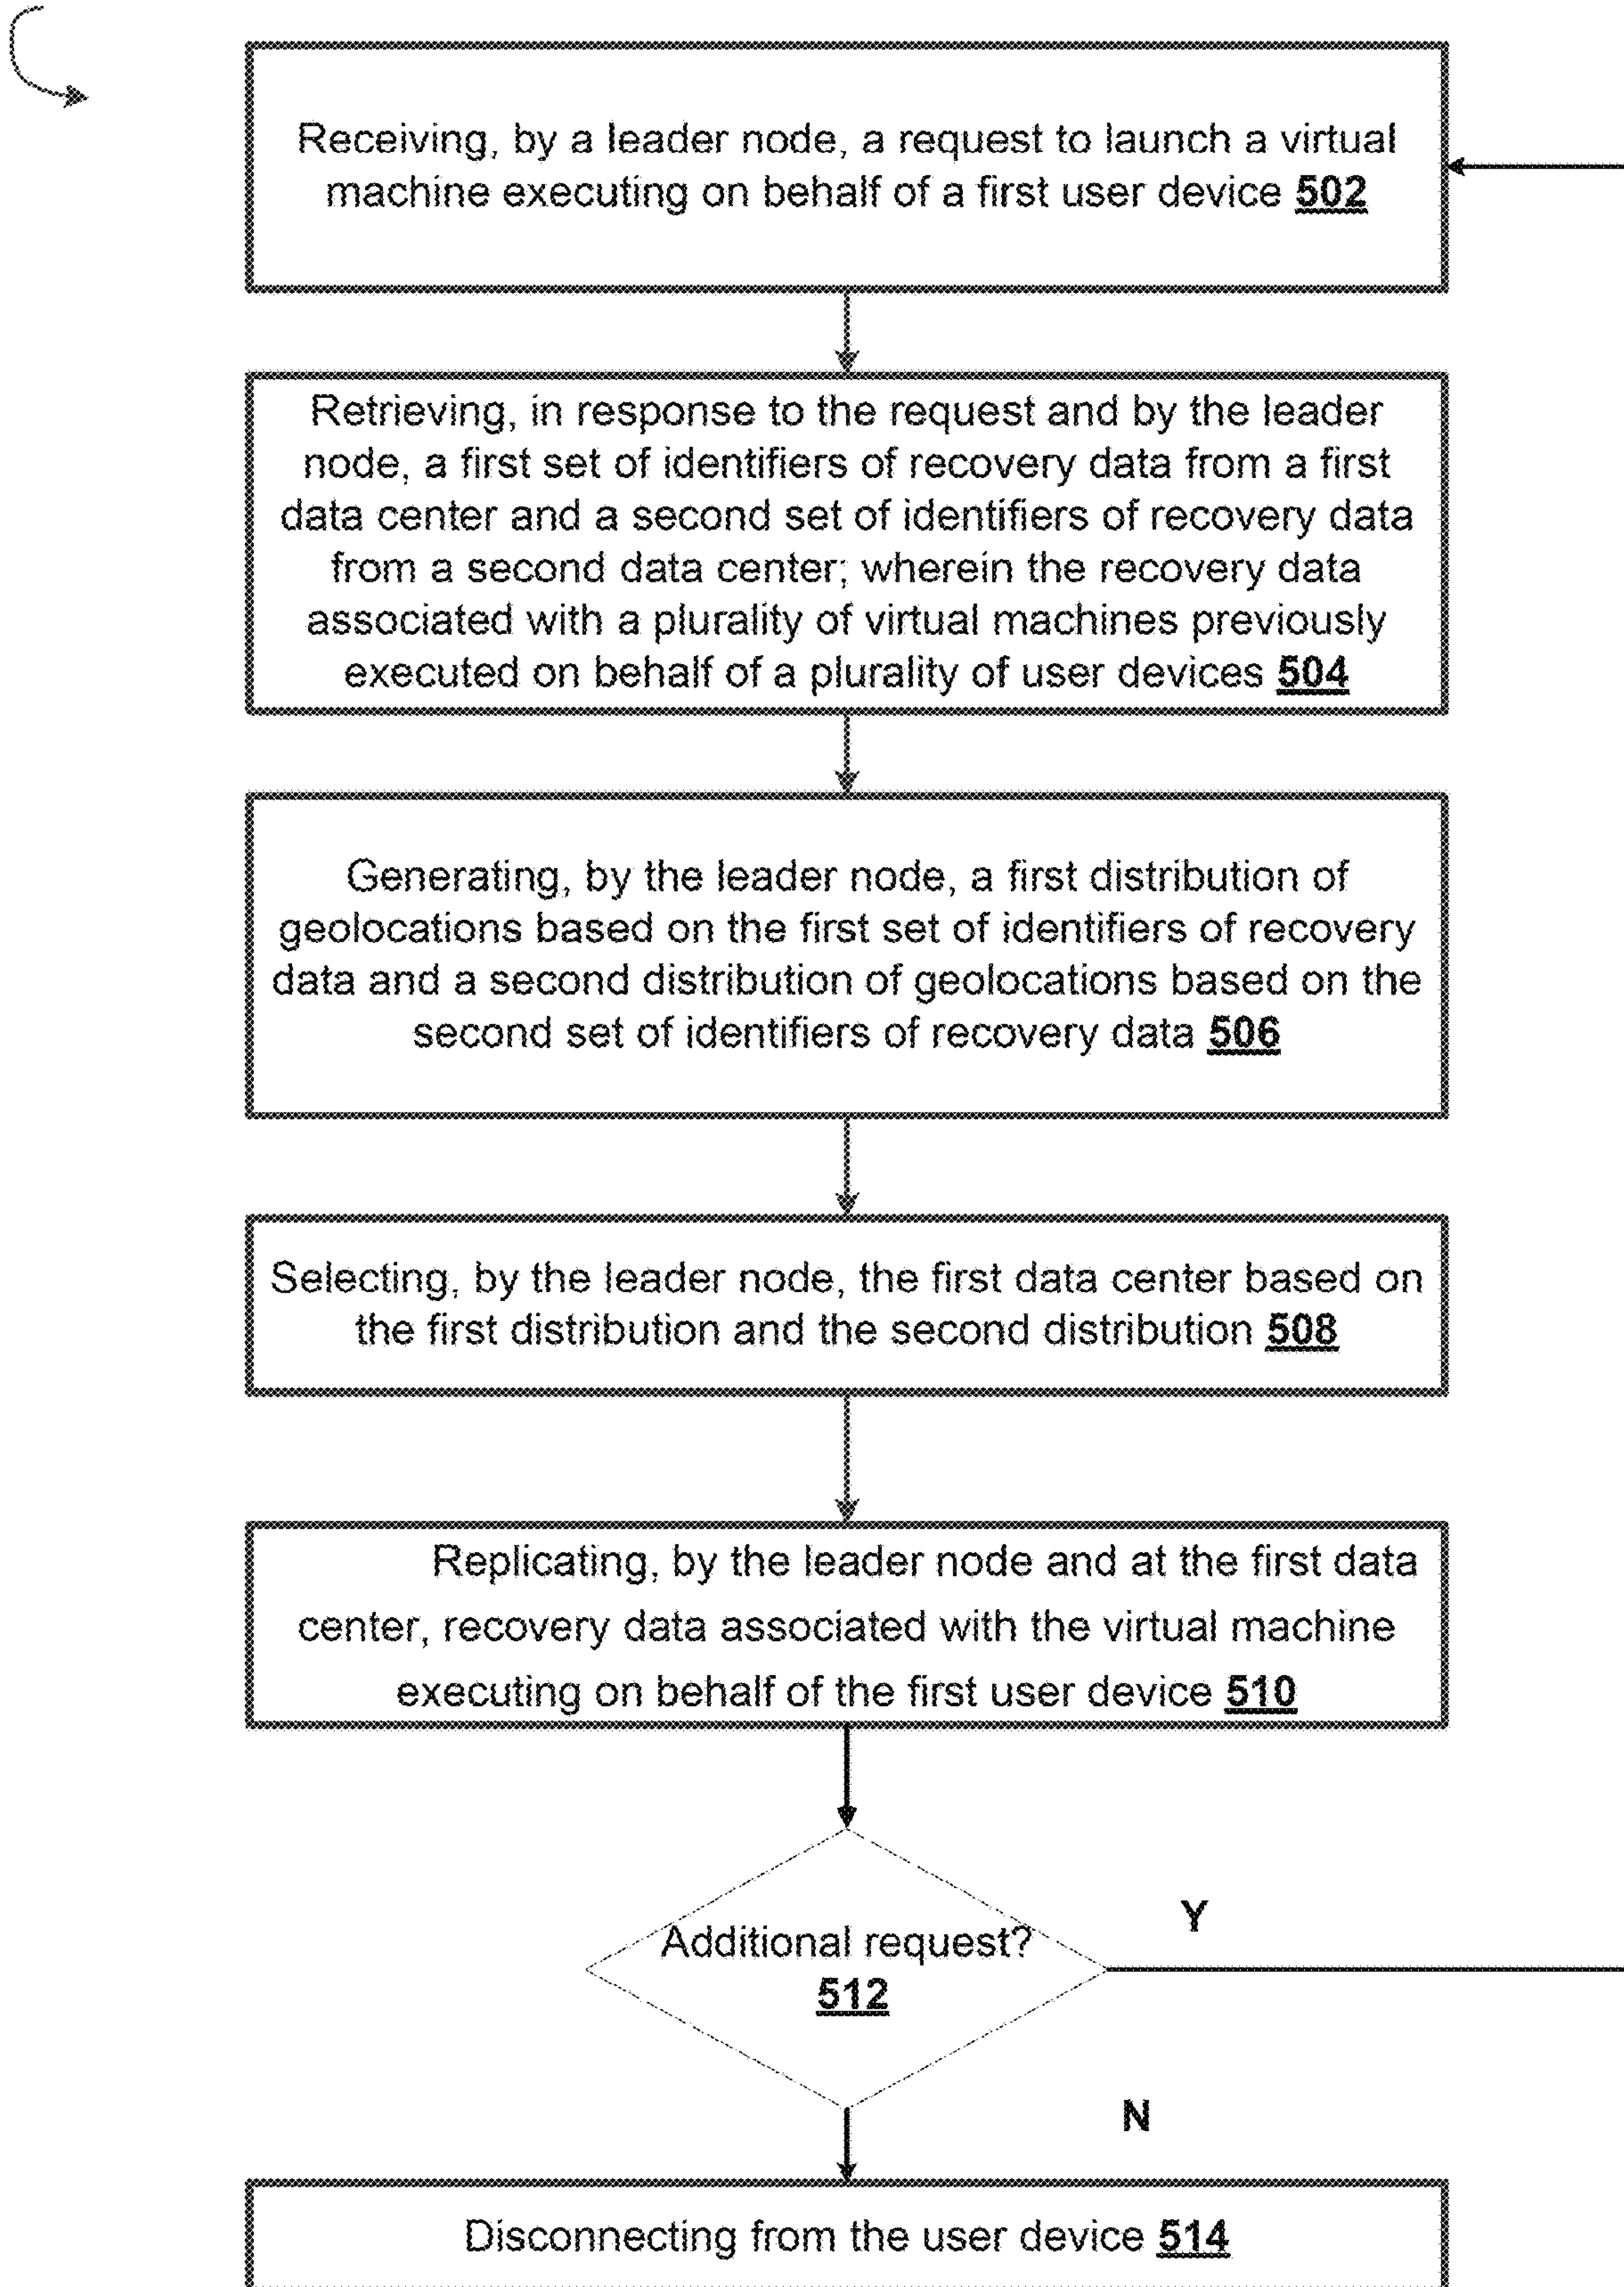 Receiving, by a leader node, a request to launch a virtual
machine executing on behalf of a first user device 502
Retrieving, in response to the request and by the leader
node, a first set of identifiers of recovery data from a first
data center and a second set of identifiers of recovery data
from a second data center; wherein the recovery data
associated with a plurality of virtual machines previously
executed on behalf of a plurality of user devices 504
Generating, by the leader node, a first distribution of
geolocations based on the first set of identifiers of recovery
data and a second distribution of geolocations based on the
second set of identifiers of recovery data 506
Selecting, by the leader node, the first data center based on
the first distribution and the second distribution 508
Replicating, by the leader node and at the first data
center, recovery data associated with the virtual machine
executing on behalf of the first user device 510
Y
Additional request?
512
N
Disconnecting from the user device 514